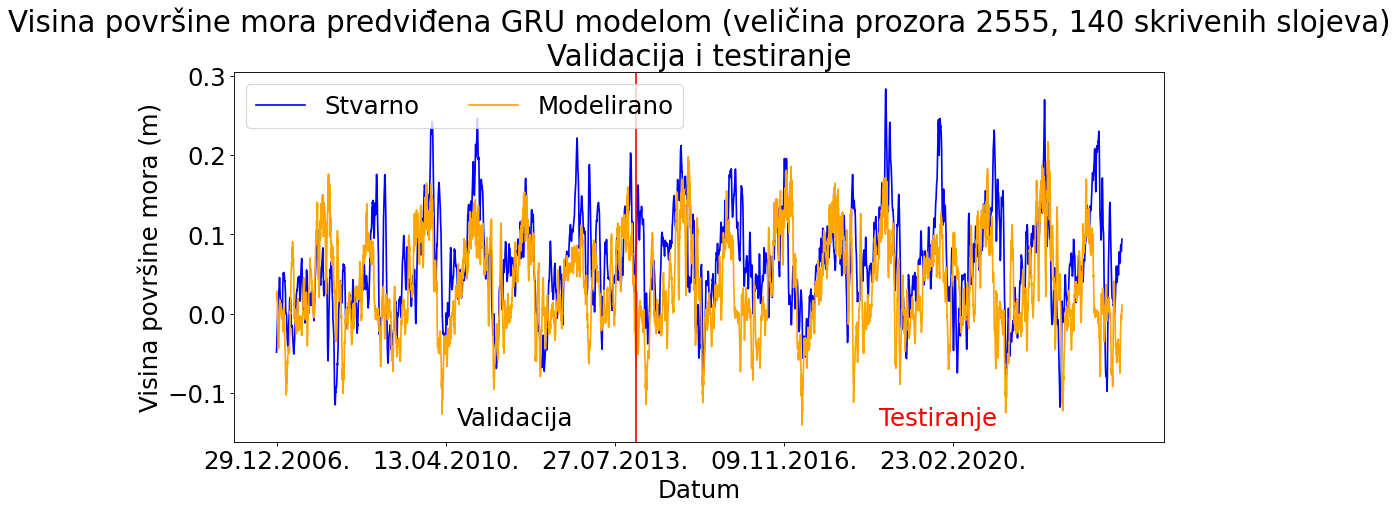 Visina površine mora predviđena GRU modelom (veličina prozora 2555, 140 skrivenih slojeva)
Validacija i testiranje
Stvarno Modelirano
Visina površine mora (m)
0.3
0.2
0.1
0.0
−0.1
Validacija Testiranje
29.12.2006. 13.04.2010. 27.07.2013. 09.11.2016. 23.02.2020.
Datum